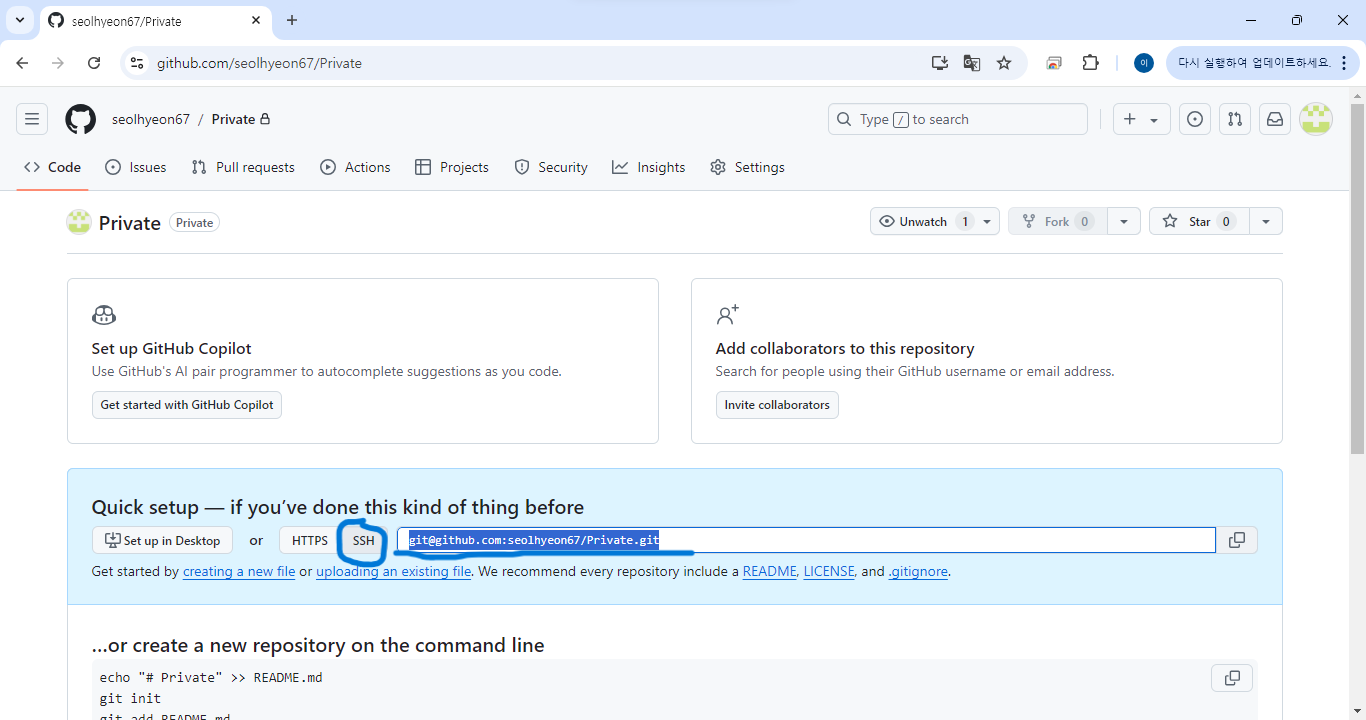 seolhyeon67/Private
github.com/seolhyeon67/Private
이
다시 실행하여 업데이트하세요.
seolhyeon67 / Private
Type / to search
Code
Issues
Pull requests
Actions
Projects
Security
Insights
Settings
Private Private
Unwatch 1
Fork 0
Star 0
Set up GitHub Copilot
Use GitHub's AI pair programmer to autocomplete suggestions as you code.
Get started with GitHub Copilot
Add collaborators to this repository
Search for people using their GitHub username or email address.
Invite collaborators
Quick setup — if you've done this kind of thing before
Set up in Desktop or HTTPS SSH git@github.com:seolhyeon67/Private.git
Get started by creating a new file or uploading an existing file. We recommend every repository include a README, LICENSE, and .gitignore.
...or create a new repository on the command line
echo "# Private" >> README.md
git init
git add README.md